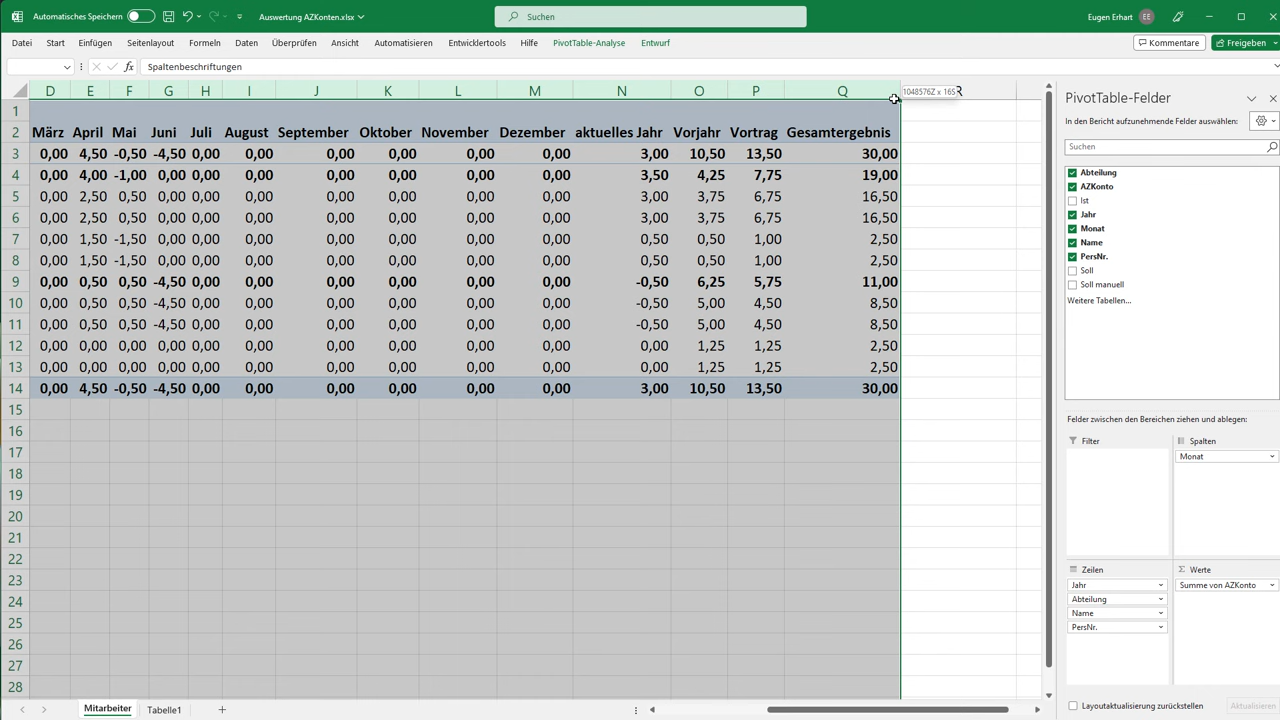 Automatisches Speichern
Auswertung AZKonten.xlsx
Suchen
Eugen Erhart
EE
Datei Start Einfügen Seitenlayout Formeln Daten Überprüfen Ansicht Automatisieren Entwicklertools Hilfe PivotTable-Analyse Entwurf
Kommentare
Freigeben
fx Spaltenbeschriftungen
D E F G H I J K L M N O P Q R
1048576Z x 16S
1
2 März April Mai Juni Juli August September Oktober November Dezember aktuelles Jahr Vorjahr Vortrag Gesamtergebnis
3 0,00 4,50 -0,50 -4,50 0,00 0,00 0,00 0,00 0,00 0,00 3,00 10,50 13,50 30,00
4 0,00 4,00 -1,00 0,00 0,00 0,00 0,00 0,00 0,00 0,00 3,50 4,25 7,75 19,00
5 0,00 2,50 0,50 0,00 0,00 0,00 0,00 0,00 0,00 0,00 3,00 3,75 6,75 16,50
6 0,00 2,50 0,50 0,00 0,00 0,00 0,00 0,00 0,00 0,00 3,00 3,75 6,75 16,50
7 0,00 1,50 -1,50 0,00 0,00 0,00 0,00 0,00 0,00 0,00 0,50 0,50 1,00 2,50
8 0,00 1,50 -1,50 0,00 0,00 0,00 0,00 0,00 0,00 0,00 0,50 0,50 1,00 2,50
9 0,00 0,50 0,50 -4,50 0,00 0,00 0,00 0,00 0,00 0,00 -0,50 6,25 5,75 11,00
10 0,00 0,50 0,50 -4,50 0,00 0,00 0,00 0,00 0,00 0,00 -0,50 5,00 4,50 8,50
11 0,00 0,50 0,50 -4,50 0,00 0,00 0,00 0,00 0,00 0,00 -0,50 5,00 4,50 8,50
12 0,00 0,00 0,00 0,00 0,00 0,00 0,00 0,00 0,00 0,00 0,00 1,25 1,25 2,50
13 0,00 0,00 0,00 0,00 0,00 0,00 0,00 0,00 0,00 0,00 0,00 1,25 1,25 2,50
14 0,00 4,50 -0,50 -4,50 0,00 0,00 0,00 0,00 0,00 0,00 3,00 10,50 13,50 30,00
15
16
17
18
19
20
21
22
23
24
25
26
27
28
Mitarbeiter Tabelle1
PivotTable-Felder
In den Bericht aufzunehmende Felder auswählen:
Suchen
Abteilung
AZKonto
Ist
Jahr
Monat
Name
PersNr.
Soll
Soll manuell
Weitere Tabellen...
Felder zwischen den Bereichen ziehen und ablegen:
Filter
Spalten
Monat
Zeilen
Jahr
Abteilung
Name
PersNr.
Σ Werte
Summe von AZKonto
Layoutaktualisierung zurückstellen
Aktualisieren